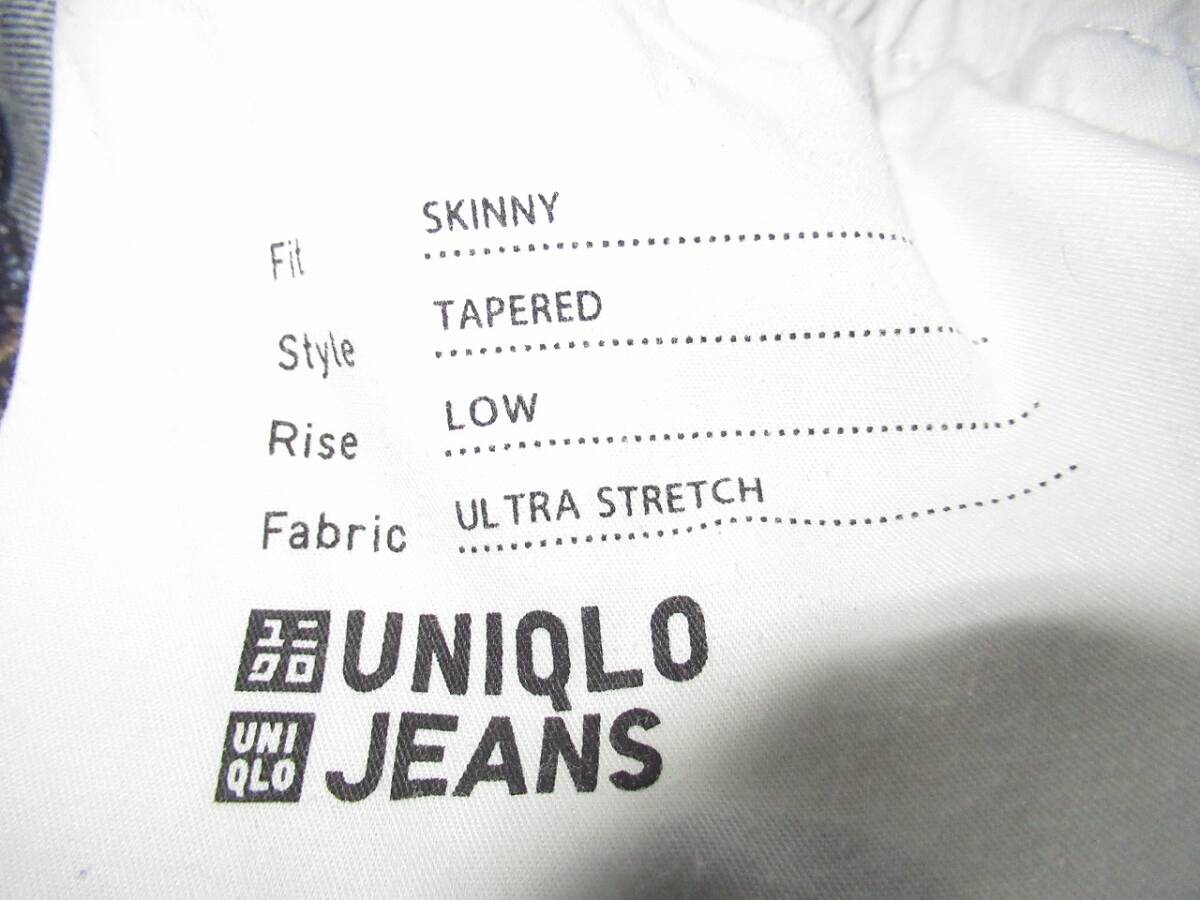 Fit SKINNY
Style TAPERED
Rise LOW
Fabric ULTRA STRETCH
ユニ
クロ
UNIQLO
UNI
QLO
JEANS